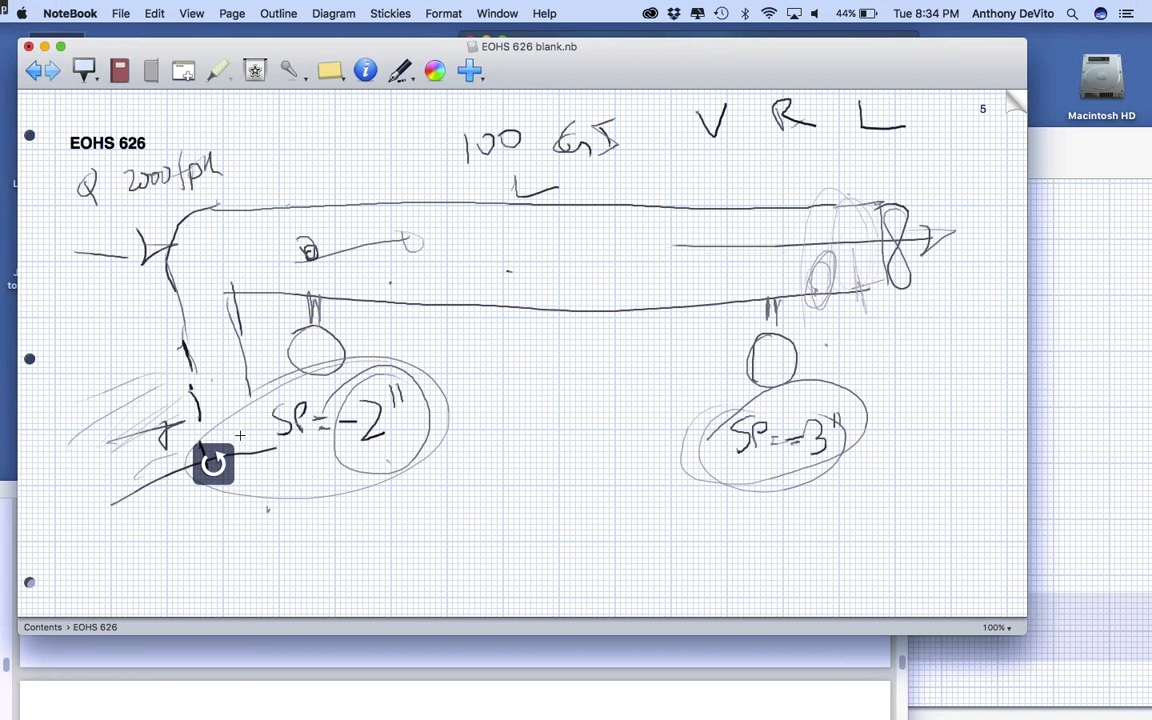 NoteBook File Edit View Page Outline Diagram Stickies Format Window Help 44% Tue 8:34 PM Anthony DeVito
EOHS 626 blank.nb
Macintosh HD
5
EOHS 626
100
V R L
Q 2000 fpm
L
SP = -2"
SP = -3"
Contents › EOHS 626
100%